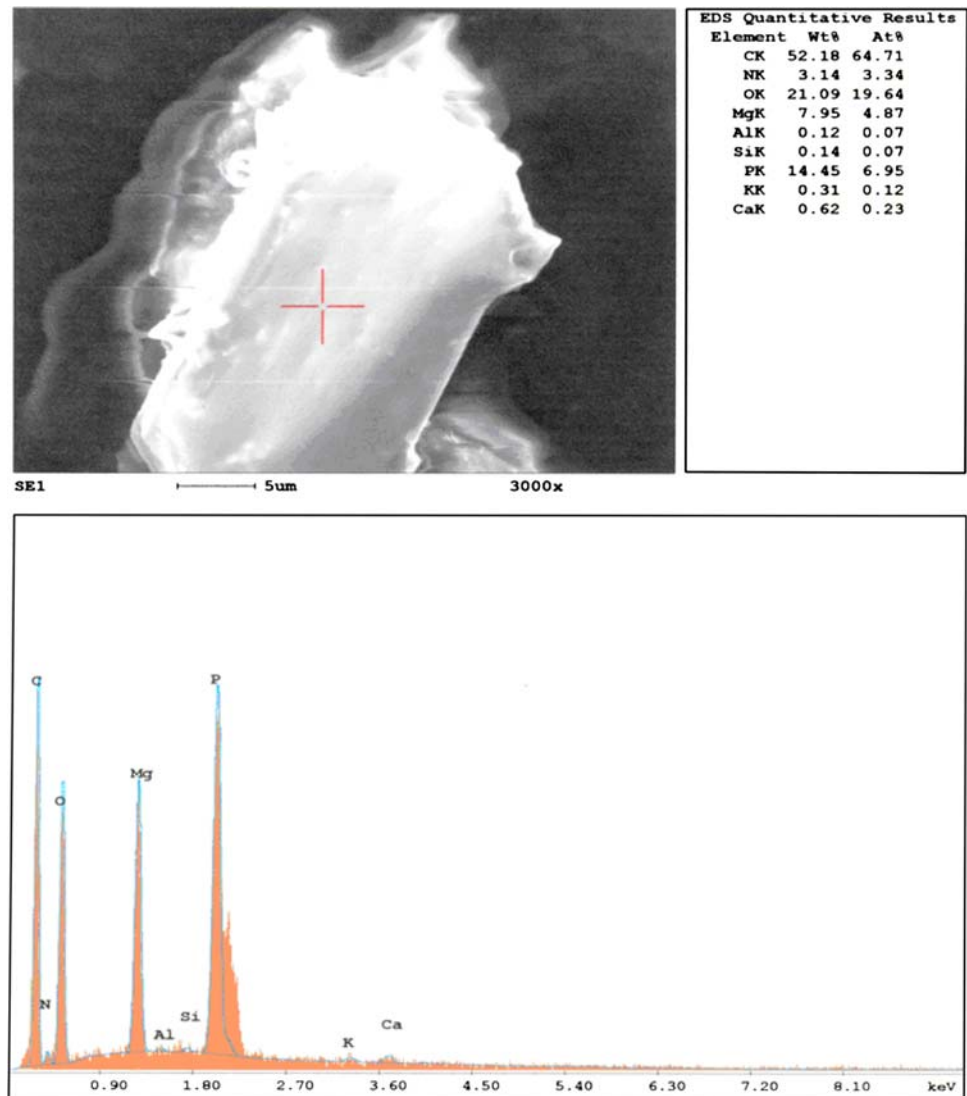 EDS Quantitative Results
Element Wt% At%
CK 52.18 64.71
NK 3.14 3.34
OK 21.09 19.64
MgK 7.95 4.87
AlK 0.12 0.07
SiK 0.14 0.07
PK 14.45 6.95
KK 0.31 0.12
CaK 0.62 0.23
SE1 5um 3000x
C
P
Mg
O
N
Si
Al
Ca
K
0.90 1.80 2.70 3.60 4.50 5.40 6.30 7.20 8.10 keV